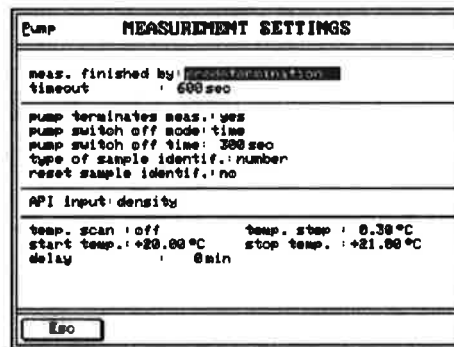 Pump MEASUREMENT SETTINGS
meas. finished by: predetermination
timeout : 600 sec
pump terminates meas.: yes
pump switch off mode: time
pump switch off time: 300 sec
type of sample identif.: number
reset sample identif.: no
API input: density
temp. scan : off temp. step : 0.30 °C
start temp.: +20.00 °C stop temp. : +21.00 °C
delay : 0 min
Esc